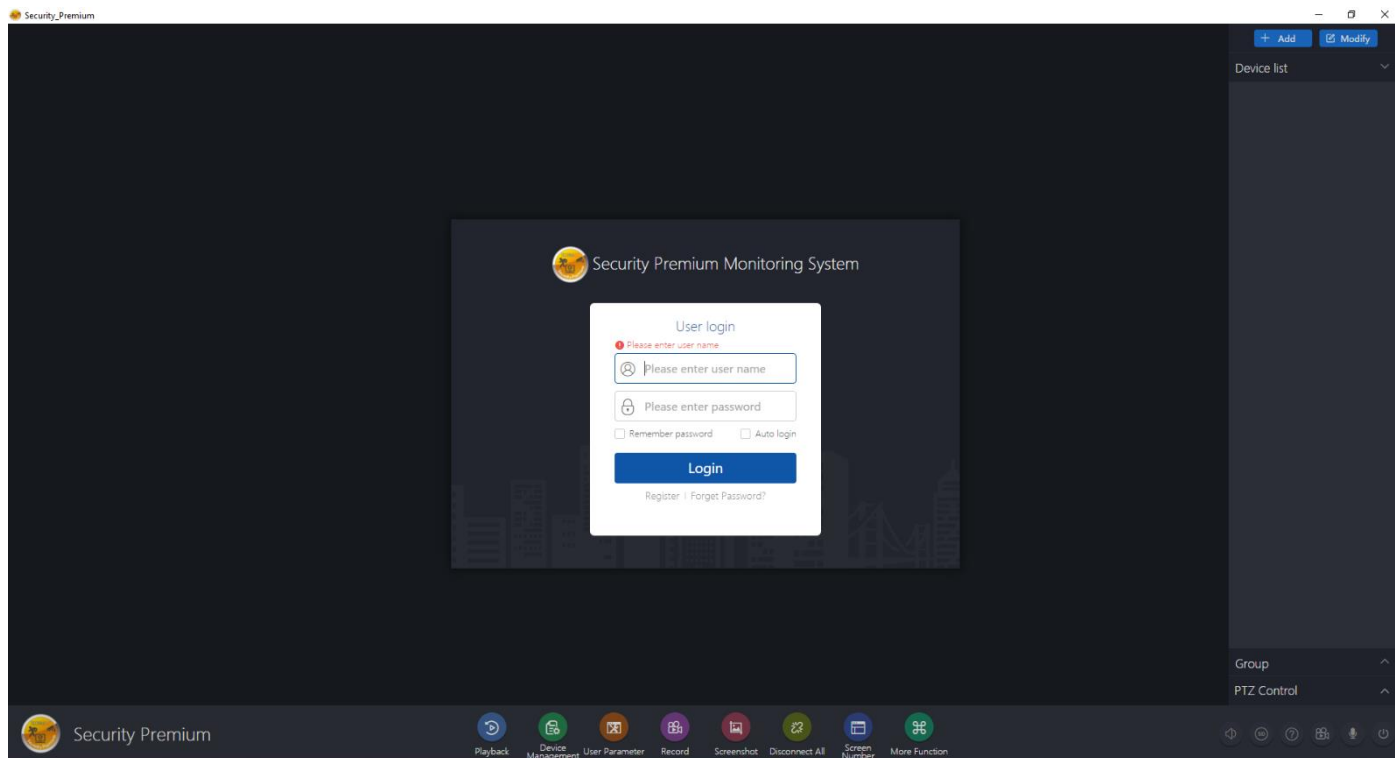 Security_Premium
+ Add
Modify
Device list
Security Premium Monitoring System
User login
Please enter user name
Please enter user name
Please enter password
Remember password
Auto login
Login
Register | Forget Password?
Group
PTZ Control
Security Premium
Playback
Device
Management
User Parameter
Record
Screenshot
Disconnect All
Screen
Number
More Function